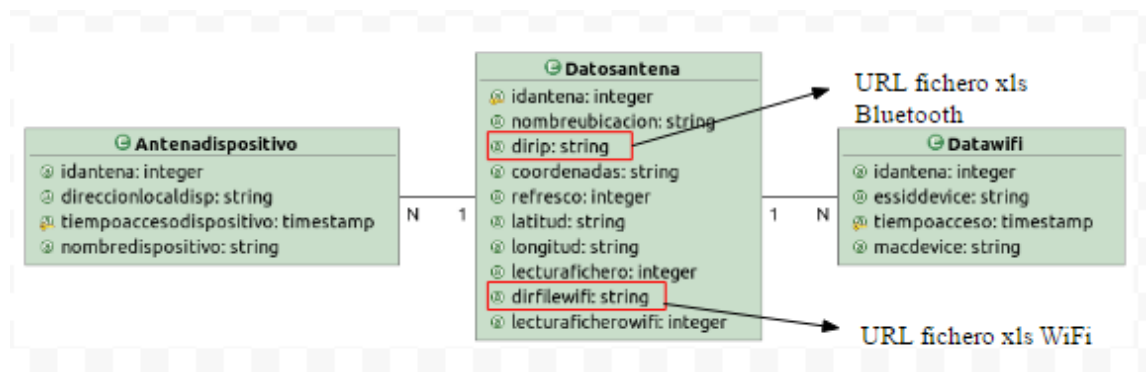 Antenadispositivo
idantena: integer
direccionlocaldisp: string
tiempoaccesodispositivo: timestamp
nombredispositivo: string
N
1
Datosantena
idantena: integer
nombreubicacion: string
dirip: string
coordenadas: string
refresco: integer
latitud: string
longitud: string
lecturafichero: integer
dirfilewifi: string
lecturaficherowifi: integer
URL fichero xls
Bluetooth
1
N
Datawifi
idantena: integer
essiddevice: string
tiempoacceso: timestamp
macdevice: string
URL fichero xls WiFi